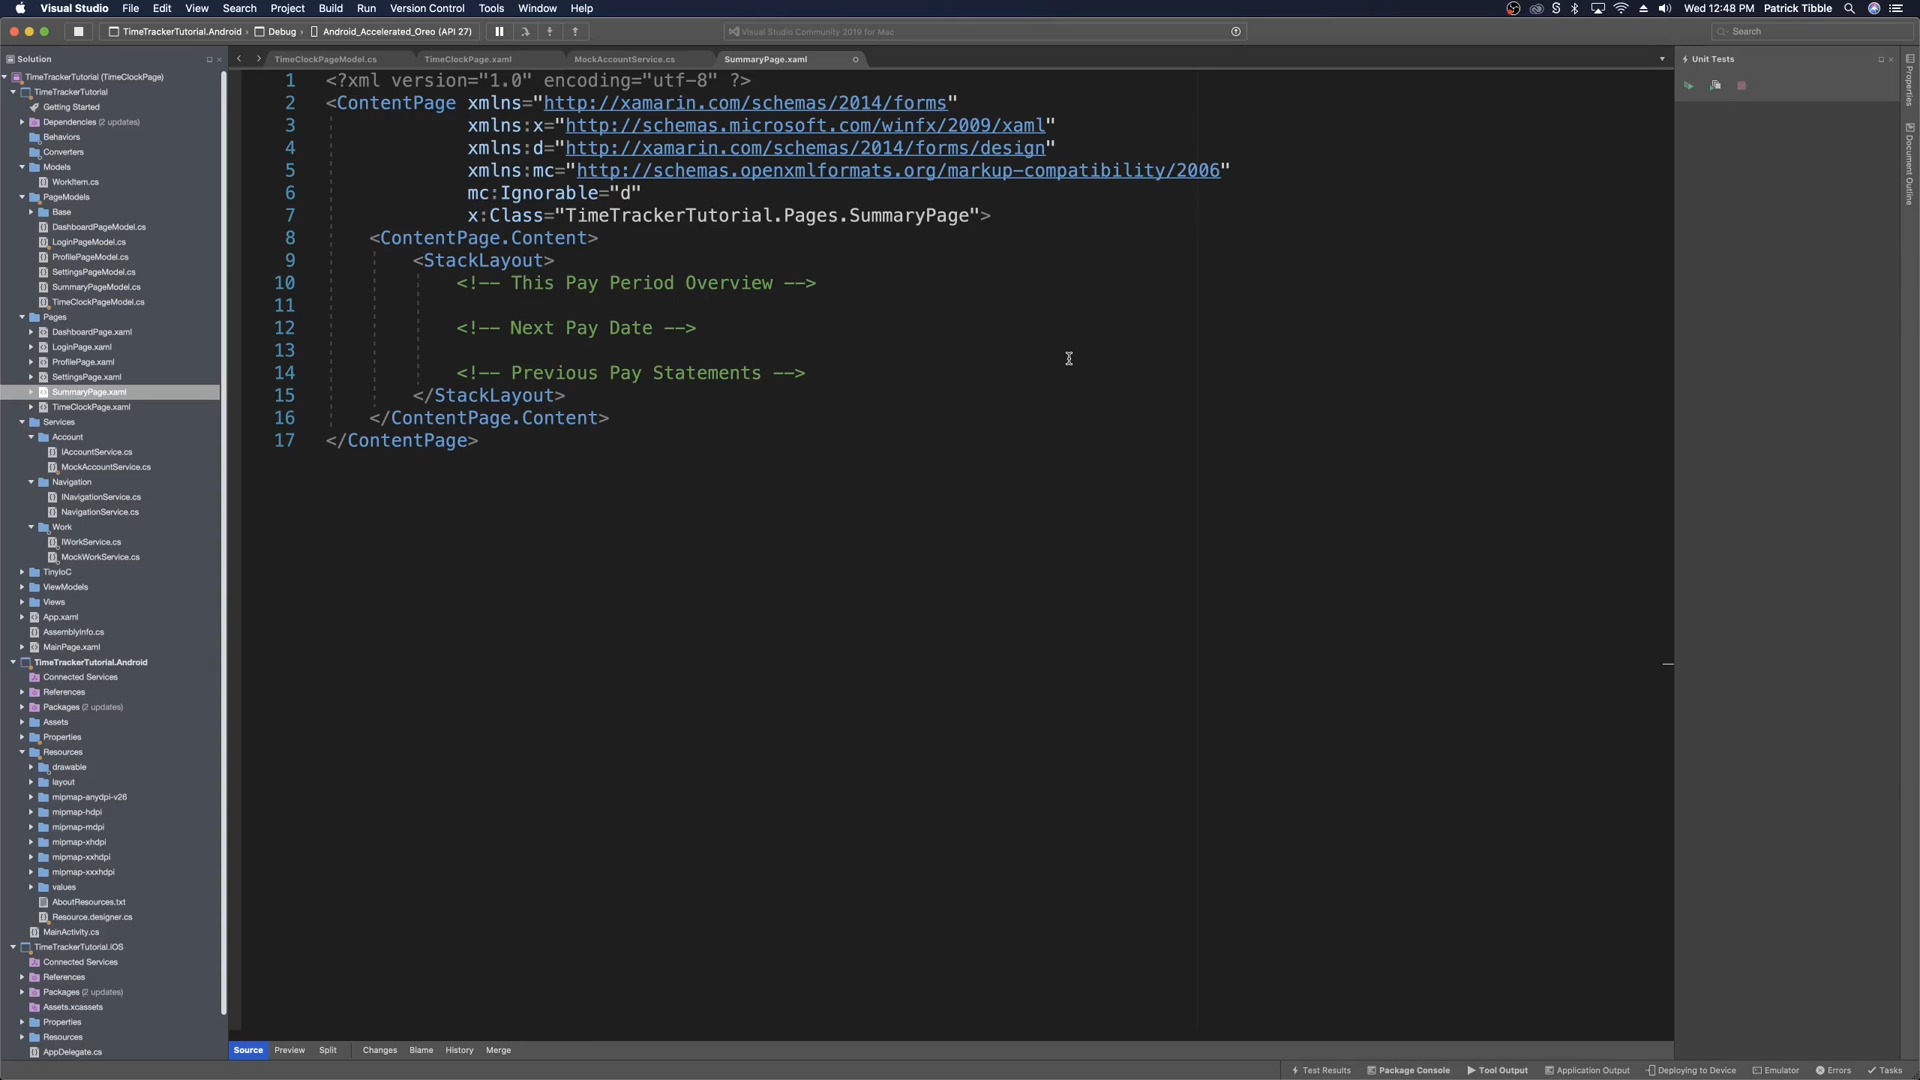 Visual Studio File Edit View Search Project Build Run Version Control Tools Window Help Wed 12:48 PM Patrick Tibble
TimeTrackerTutorial.Android Debug Android_Accelerated_Oreo (API 27) Visual Studio Community 2019 for Mac Search
Solution
TimeClockPageModel.cs TimeClockPage.xaml MockAccountService.cs SummaryPage.xaml
Unit Tests
Properties
Document Outline
TimeTrackerTutorial (TimeClockPage)
TimeTrackerTutorial
Getting Started
Dependencies (2 updates)
Behaviors
Converters
Models
WorkItem.cs
PageModels
Base
DashboardPageModel.cs
LoginPageModel.cs
ProfilePageModel.cs
SettingsPageModel.cs
SummaryPageModel.cs
TimeClockPageModel.cs
Pages
DashboardPage.xaml
LoginPage.xaml
ProfilePage.xaml
SettingsPage.xaml
SummaryPage.xaml
TimeClockPage.xaml
Services
Account
IAccountService.cs
MockAccountService.cs
Navigation
INavigationService.cs
NavigationService.cs
Work
IWorkService.cs
MockWorkService.cs
TinyIoC
ViewModels
Views
App.xaml
AssemblyInfo.cs
MainPage.xaml
TimeTrackerTutorial.Android
Connected Services
References
Packages (2 updates)
Assets
Properties
Resources
drawable
layout
mipmap-anydpi-v26
mipmap-hdpi
mipmap-mdpi
mipmap-xhdpi
mipmap-xxhdpi
mipmap-xxxhdpi
values
AboutResources.txt
Resource.designer.cs
MainActivity.cs
TimeTrackerTutorial.iOS
Connected Services
References
Packages (2 updates)
Assets.xcassets
Properties
Resources
AppDelegate.cs
1 <?xml version="1.0" encoding="utf-8" ?>
2 <ContentPage xmlns="http://xamarin.com/schemas/2014/forms"
3 xmlns:x="http://schemas.microsoft.com/winfx/2009/xaml"
4 xmlns:d="http://xamarin.com/schemas/2014/forms/design"
5 xmlns:mc="http://schemas.openxmlformats.org/markup-compatibility/2006"
6 mc:Ignorable="d"
7 x:Class="TimeTrackerTutorial.Pages.SummaryPage">
8 <ContentPage.Content>
9 <StackLayout>
10 <!-- This Pay Period Overview -->
11
12 <!-- Next Pay Date -->
13
14 <!-- Previous Pay Statements -->
15 </StackLayout>
16 </ContentPage.Content>
17 </ContentPage>
Source Preview Split Changes Blame History Merge
Test Results Package Console Tool Output Application Output Deploying to Device Emulator Errors Tasks